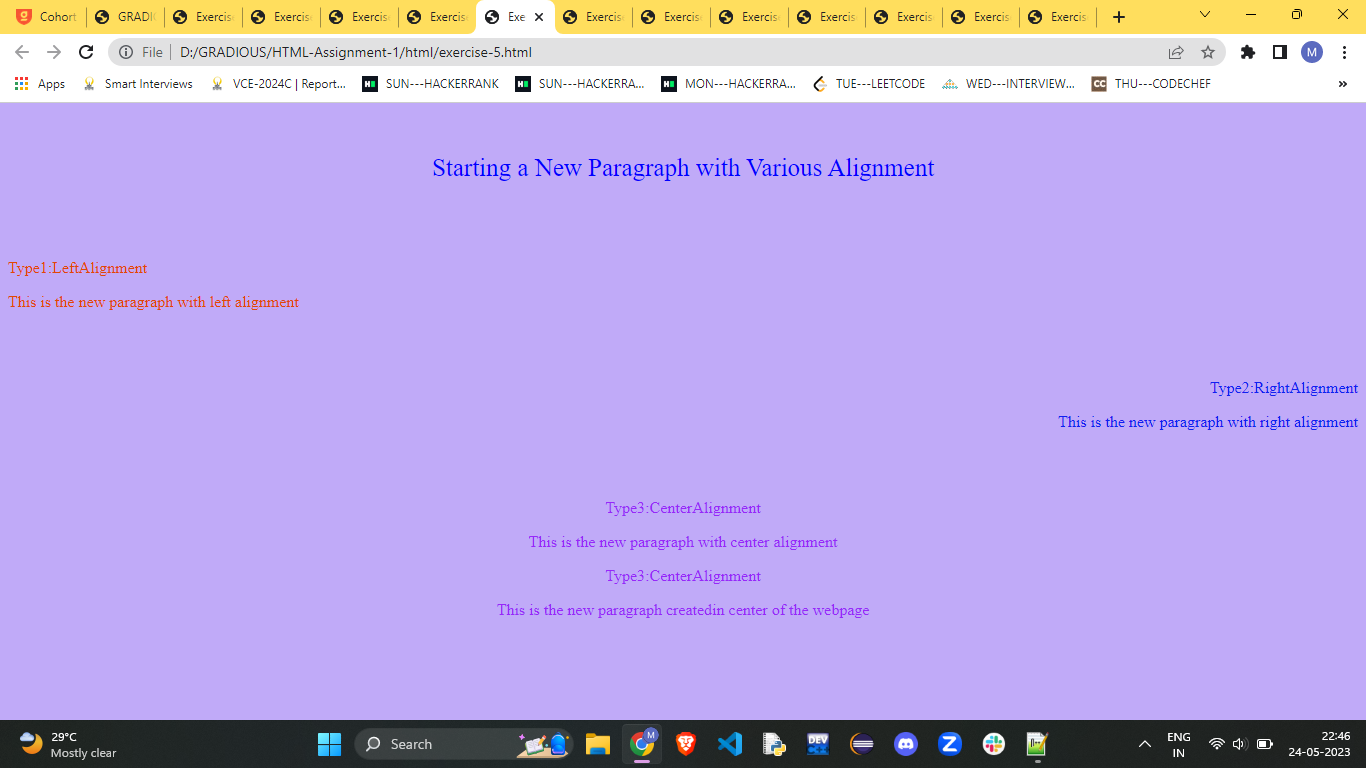 Cohort
GRADI
Exercis
Exercis
Exercis
Exercis
Exe
Exercis
Exercis
Exercis
Exercis
Exercis
Exercis
Exercis
File
D:/GRADIOUS/HTML-Assignment-1/html/exercise-5.html
M
Apps
Smart Interviews
VCE-2024C | Report...
SUN---HACKERRANK
SUN---HACKERRA...
MON---HACKERRA...
TUE---LEETCODE
WED---INTERVIEW...
CC
THU---CODECHEF
»
Starting a New Paragraph with Various Alignment
Type1:LeftAlignment
This is the new paragraph with left alignment
Type2:RightAlignment
This is the new paragraph with right alignment
Type3:CenterAlignment
This is the new paragraph with center alignment
Type3:CenterAlignment
This is the new paragraph createdin center of the webpage
29°C
Mostly clear
Search
M
DEV
ENG
IN
22:46
24-05-2023